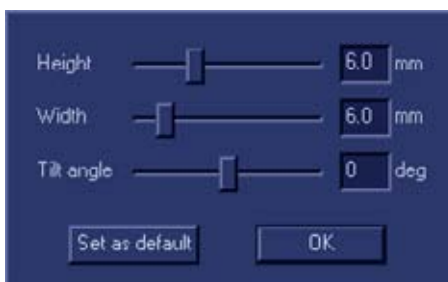 Height 6.0 mm
Width 6.0 mm
Tilt angle 0 deg
Set as default OK